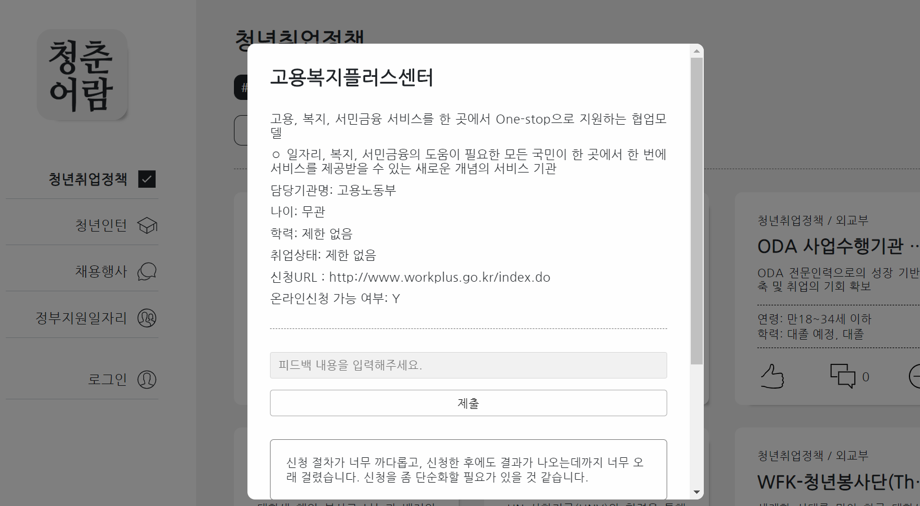 청춘
어람
청년취업정책
청년인턴
채용행사
정부지원일자리
로그인
청년취업정책
#
고용복지플러스센터
고용, 복지, 서민금융 서비스를 한 곳에서 One-stop으로 지원하는 협업모
델
ㅇ 일자리, 복지, 서민금융의 도움이 필요한 모든 국민이 한 곳에서 한 번에
서비스를 제공받을 수 있는 새로운 개념의 서비스 기관
담당기관명: 고용노동부
나이: 무관
학력: 제한 없음
취업상태: 제한 없음
신청URL : http://www.workplus.go.kr/index.do
온라인신청 가능 여부: Y
피드백 내용을 입력해주세요.
제출
신청 절차가 너무 까다롭고, 신청한 후에도 결과가 나오는데까지 너무 오
래 걸렸습니다. 신청을 좀 단순화할 필요가 있을 것 같습니다.
청년취업정책 / 외교부
ODA 사업수행기관 …
ODA 전문인력으로의 성장 기반
축 및 취업의 기회 확보
연령: 만18~34세 이하
학력: 대졸 예정, 대졸
0
청년취업정책 / 외교부
WFK-청년봉사단(Th…